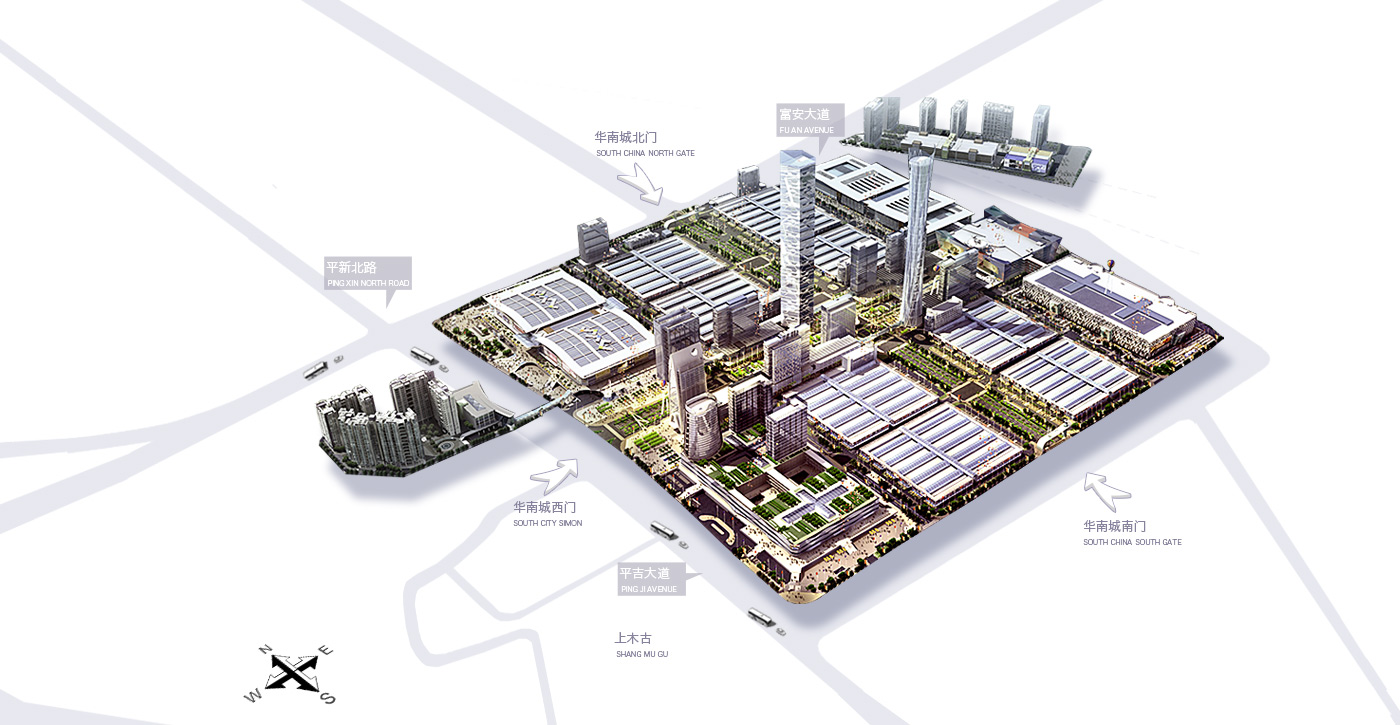 富安大道
FU AN AVENUE
华南城北门
SOUTH CHINA NORTH GATE
平新北路
PING XIN NORTH ROAD
华南城西门
SOUTH CITY SIMON
华南城南门
SOUTH CHINA SOUTH GATE
平吉大道
PING JI AVENUE
上木古
SHANG MU GU
N
E
W
S